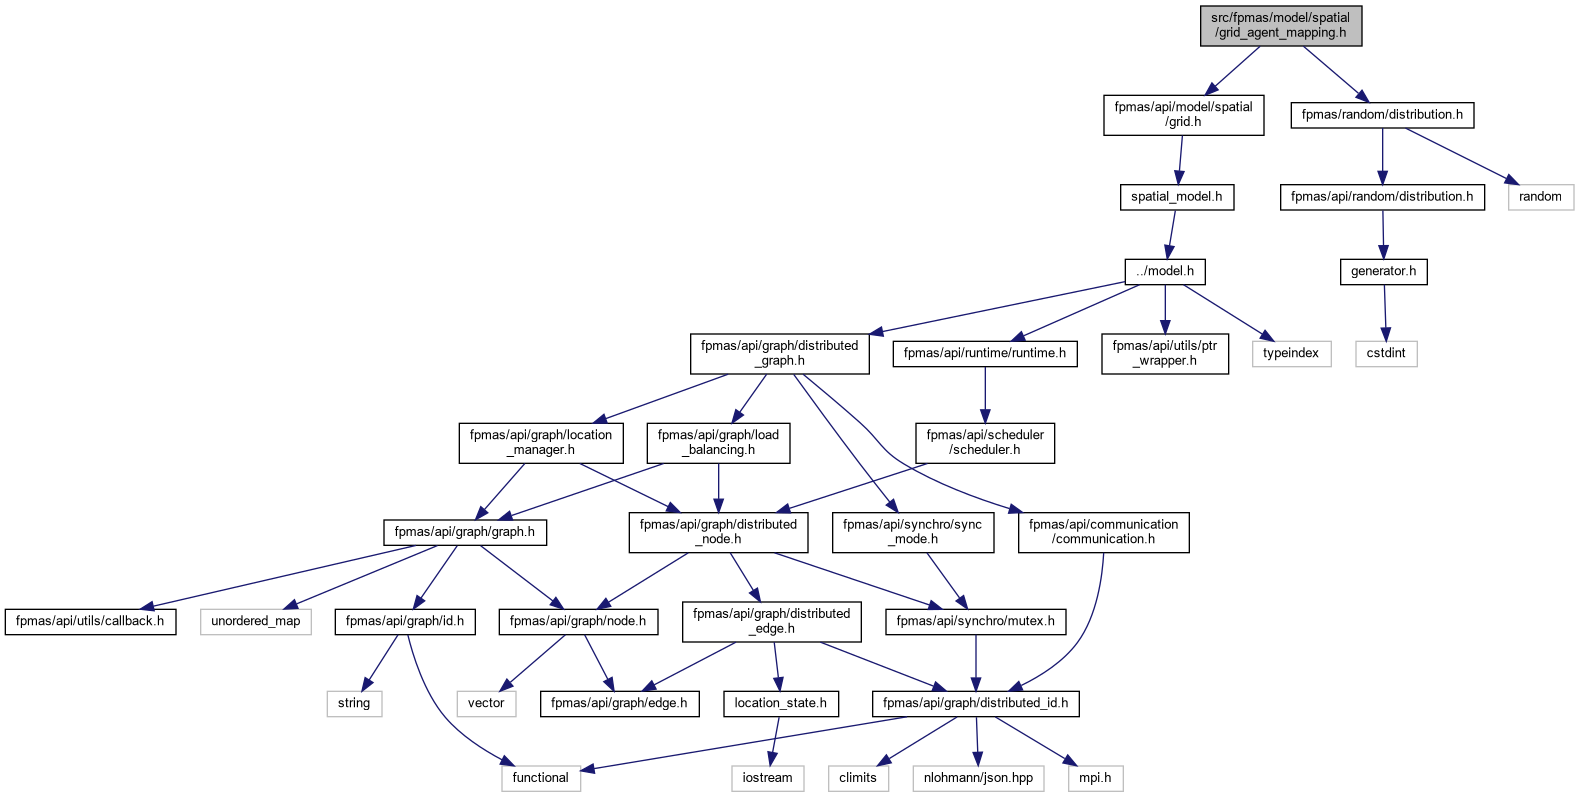 src/fpmas/model/spatial
/grid_agent_mapping.h
fpmas/api/model/spatial
/grid.h
fpmas/random/distribution.h
spatial_model.h
fpmas/api/random/distribution.h
random
../model.h
generator.h
fpmas/api/graph/distributed
_graph.h
fpmas/api/runtime/runtime.h
fpmas/api/utils/ptr
_wrapper.h
typeindex
cstdint
fpmas/api/graph/location
_manager.h
fpmas/api/graph/load
_balancing.h
fpmas/api/scheduler
/scheduler.h
fpmas/api/graph/graph.h
fpmas/api/graph/distributed
_node.h
fpmas/api/synchro/sync
_mode.h
fpmas/api/communication
/communication.h
fpmas/api/utils/callback.h
unordered_map
fpmas/api/graph/id.h
fpmas/api/graph/node.h
fpmas/api/graph/distributed
_edge.h
fpmas/api/synchro/mutex.h
string
vector
fpmas/api/graph/edge.h
location_state.h
fpmas/api/graph/distributed_id.h
functional
iostream
climits
nlohmann/json.hpp
mpi.h